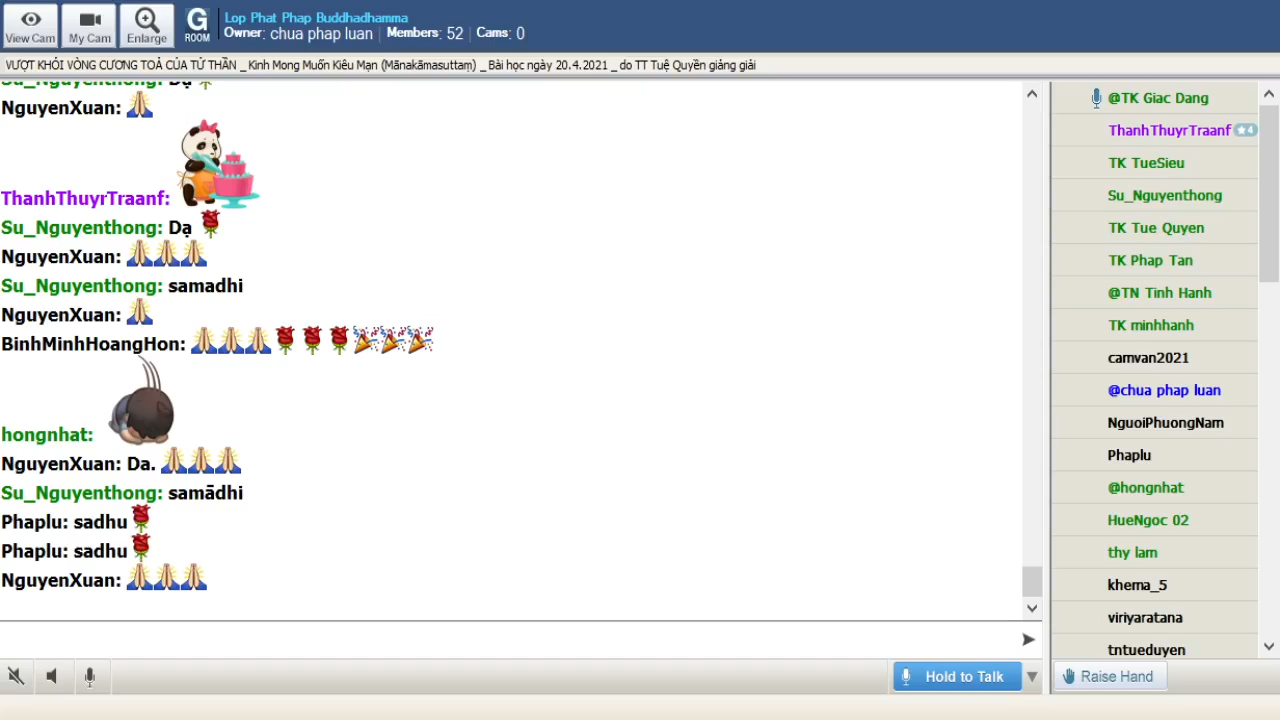 View Cam
My Cam
Enlarge
G
ROOM
Lop Phat Phap Buddhadhamma
Owner: chua phap luan | Members: 52 | Cams: 0
VƯỢT KHỎI VÒNG CƯƠNG TOẢ CỦA TỬ THẦN _ Kinh Mong Muốn Kiêu Mạn (Mānakāmasuttaṃ) _ Bài học ngày 20.4.2021 _ do TT Tuệ Quyền giảng giải
Su_Nguyenthong: Dạ
NguyenXuan:
ThanhThuyrTraanf:
Su_Nguyenthong: Dạ
NguyenXuan:
Su_Nguyenthong: samadhi
NguyenXuan:
BinhMinhHoangHon:
hongnhat:
NguyenXuan: Da.
Su_Nguyenthong: samādhi
Phaplu: sadhu
Phaplu: sadhu
NguyenXuan:
@TK Giac Dang
ThanhThuyrTraanf ★4
TK TueSieu
Su_Nguyenthong
TK Tue Quyen
TK Phap Tan
@TN Tinh Hanh
TK minhhanh
camvan2021
@chua phap luan
NguoiPhuongNam
Phaplu
@hongnhat
HueNgoc 02
thy lam
khema_5
viriyaratana
tntueduyen
Hold to Talk
Raise Hand